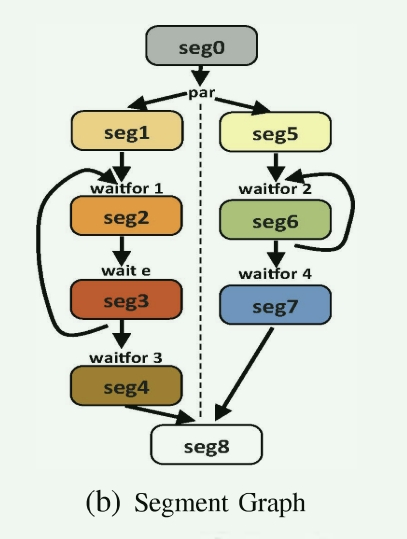 seg0
par
seg1
seg5
waitfor 1
waitfor 2
seg2
seg6
wait e
waitfor 4
seg3
seg7
waitfor 3
seg4
seg8
(b) Segment Graph